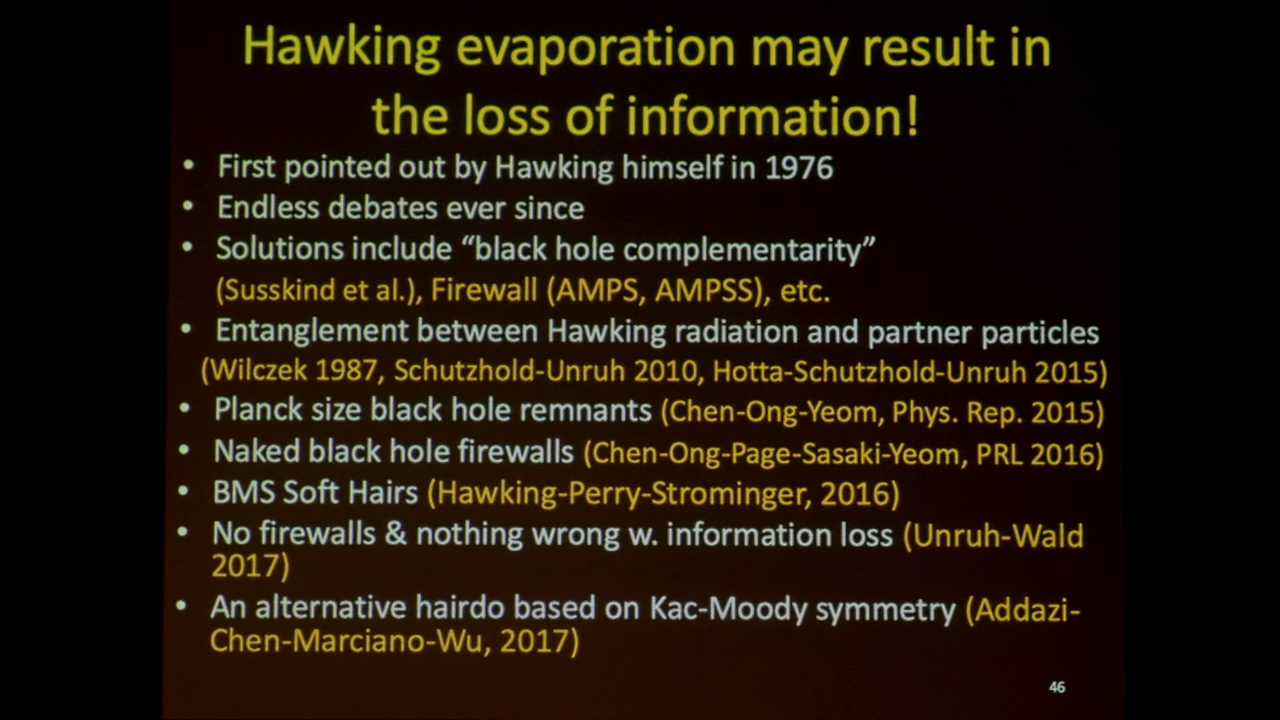 Hawking evaporation may result in
the loss of information!
• First pointed out by Hawking himself in 1976
• Endless debates ever since
• Solutions include “black hole complementarity”
(Susskind et al.), Firewall (AMPS, AMPSS), etc.
• Entanglement between Hawking radiation and partner particles
(Wilczek 1987, Schutzhold-Unruh 2010, Hotta-Schutzhold-Unruh 2015)
• Planck size black hole remnants (Chen-Ong-Yeom, Phys. Rep. 2015)
• Naked black hole firewalls (Chen-Ong-Page-Sasaki-Yeom, PRL 2016)
• BMS Soft Hairs (Hawking-Perry-Strominger, 2016)
• No firewalls & nothing wrong w. information loss (Unruh-Wald
2017)
• An alternative hairdo based on Kac-Moody symmetry (Addazi-
Chen-Marciano-Wu, 2017)
46